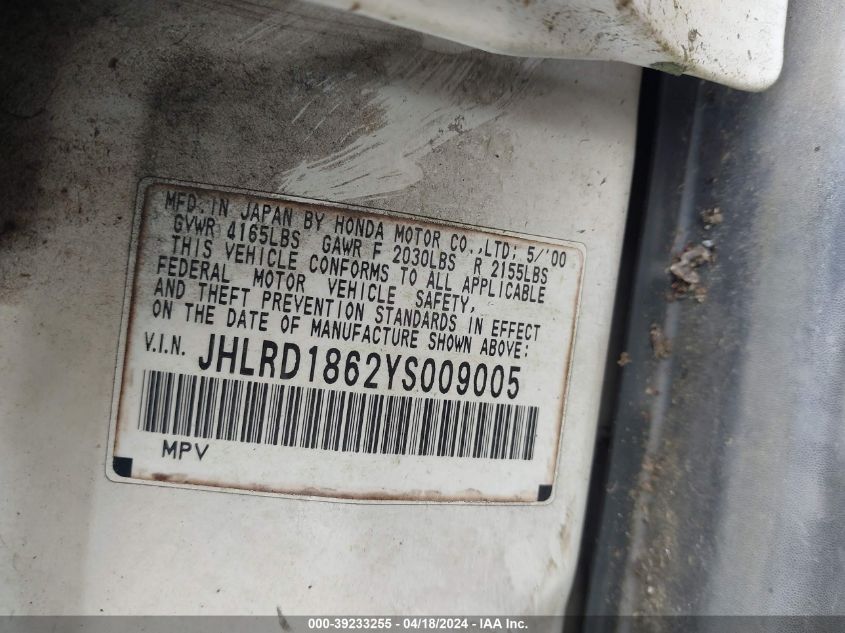 MFD. IN JAPAN BY HONDA MOTOR CO.,LTD; 5/'00
GVWR 4165LBS GAWR F 2030LBS R 2155LBS
THIS VEHICLE CONFORMS TO ALL APPLICABLE
FEDERAL MOTOR VEHICLE SAFETY,
AND THEFT PREVENTION STANDARDS IN EFFECT
ON THE DATE OF MANUFACTURE SHOWN ABOVE:
V.I.N. JHLRD1862YS009005
MPV
000-39233255 - 04/18/2024 - IAA Inc.